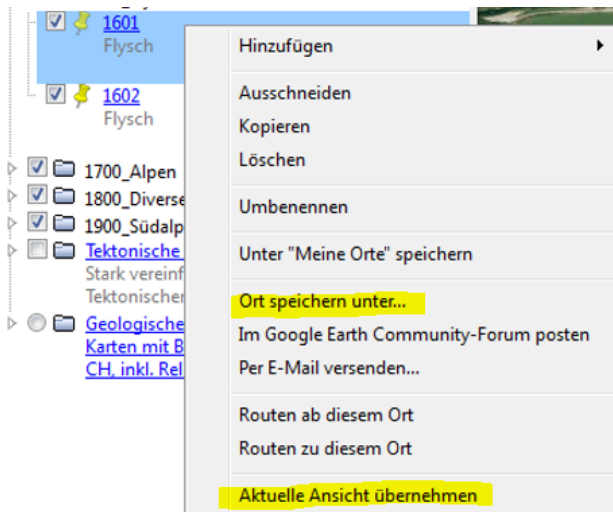 1601
Flysch
1602
Flysch
1700_Alpen
1800_Diverse
1900_Südalp
Tektonische
Stark vereinf
Tektonischer
Geologische
Karten mit B
CH, inkl. Rel
Hinzufügen
Ausschneiden
Kopieren
Löschen
Umbenennen
Unter "Meine Orte" speichern
Ort speichern unter...
Im Google Earth Community-Forum posten
Per E-Mail versenden...
Routen ab diesem Ort
Routen zu diesem Ort
Aktuelle Ansicht übernehmen